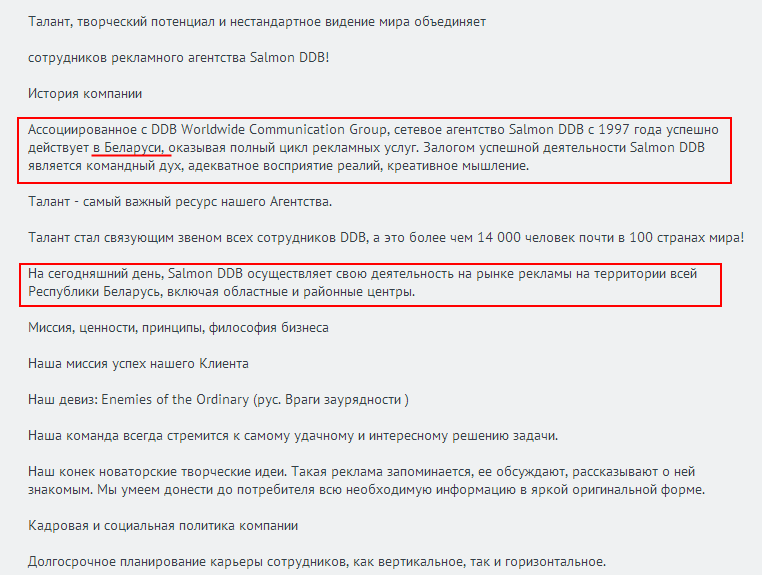 Талант, творческий потенциал и нестандартное видение мира объединяет
сотрудников рекламного агентства Salmon DDB!
История компании
Ассоциированное с DDB Worldwide Communication Group, сетевое агентство Salmon DDB с 1997 года успешно
действует в Беларуси, оказывая полный цикл рекламных услуг. Залогом успешной деятельности Salmon DDB
является командный дух, адекватное восприятие реалий, креативное мышление.
Талант - самый важный ресурс нашего Агентства.
Талант стал связующим звеном всех сотрудников DDB, а это более чем 14 000 человек почти в 100 странах мира!
На сегодняшний день, Salmon DDB осуществляет свою деятельность на рынке рекламы на территории всей
Республики Беларусь, включая областные и районные центры.
Миссия, ценности, принципы, философия бизнеса
Наша миссия успех нашего Клиента
Наш девиз: Enemies of the Ordinary (рус. Враги заурядности )
Наша команда всегда стремится к самому удачному и интересному решению задачи.
Наш конек новаторские творческие идеи. Такая реклама запоминается, ее обсуждают, рассказывают о ней
знакомым. Мы умеем донести до потребителя всю необходимую информацию в яркой оригинальной форме.
Кадровая и социальная политика компании
Долгосрочное планирование карьеры сотрудников, как вертикальное, так и горизонтальное.